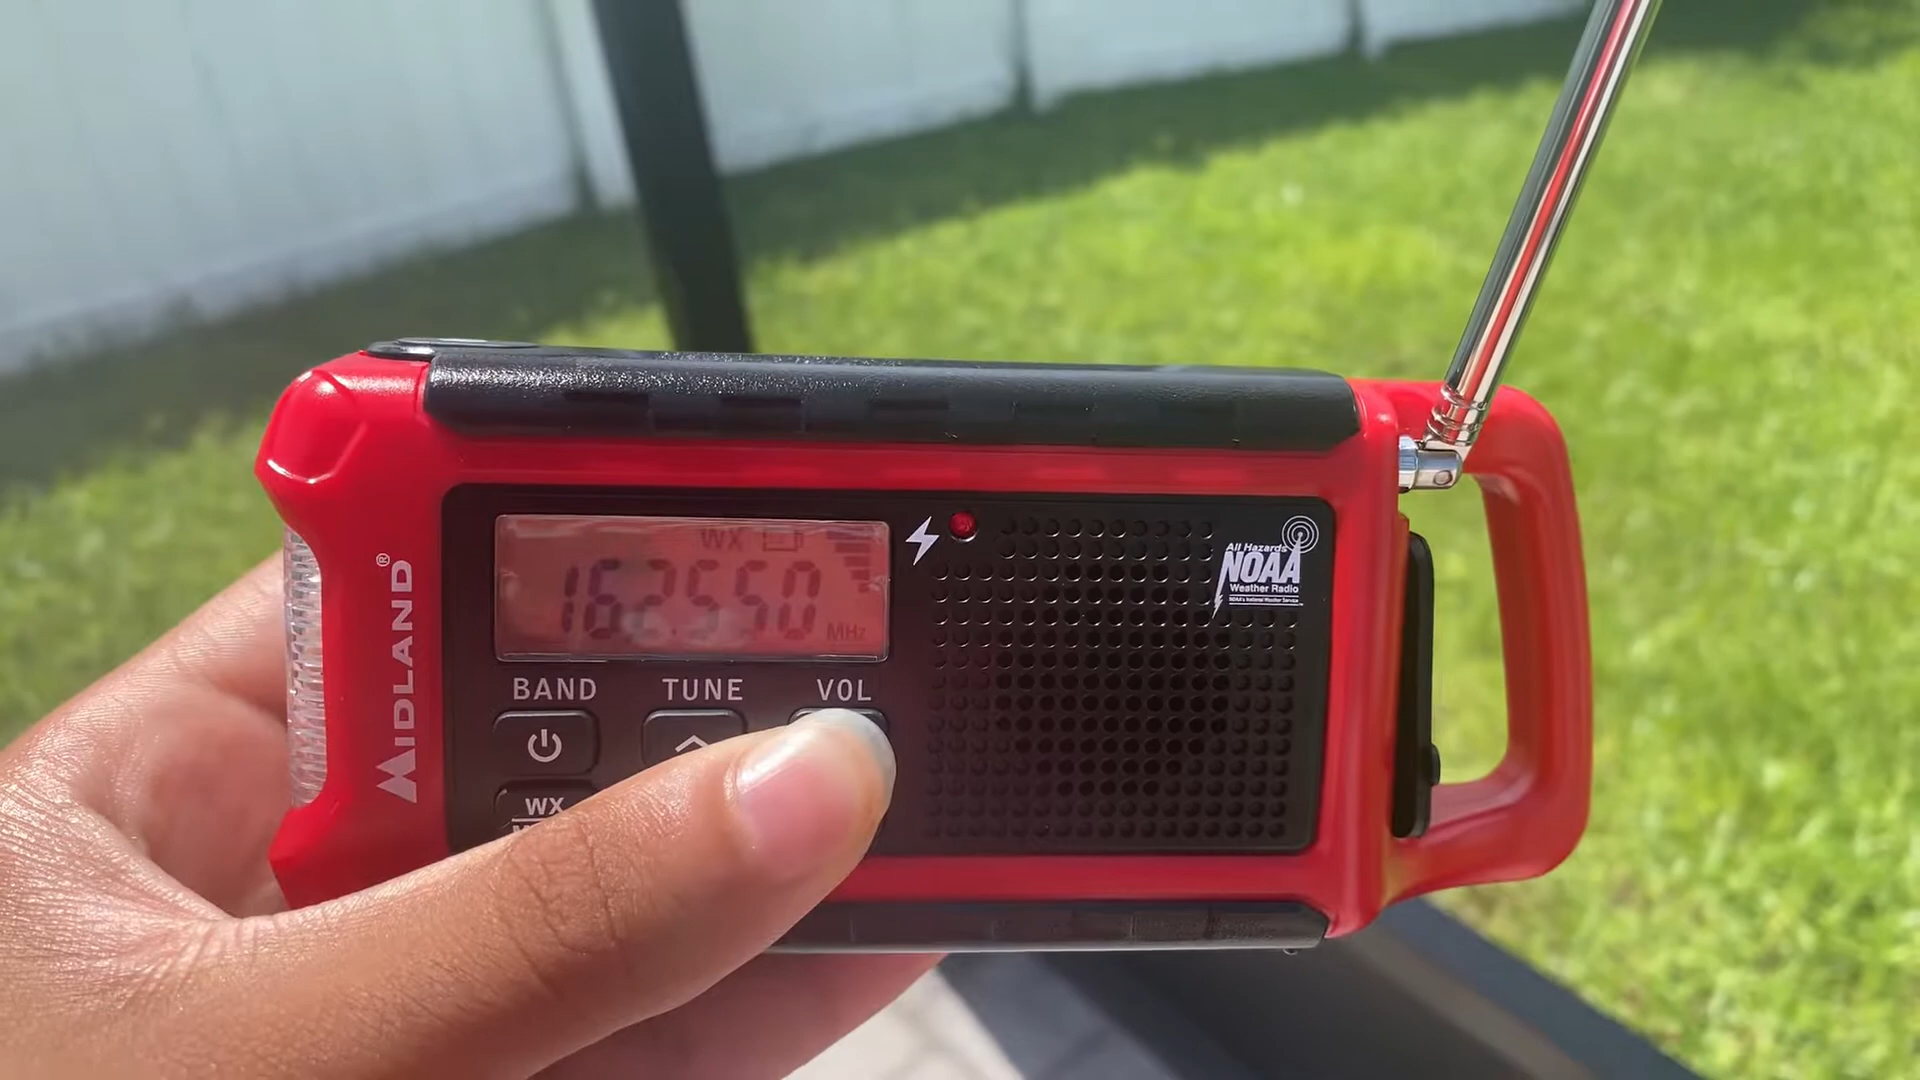 MIDLAND®
WX
162.550
MHz
BAND TUNE VOL
WX
All Hazards
NOAA
Weather Radio